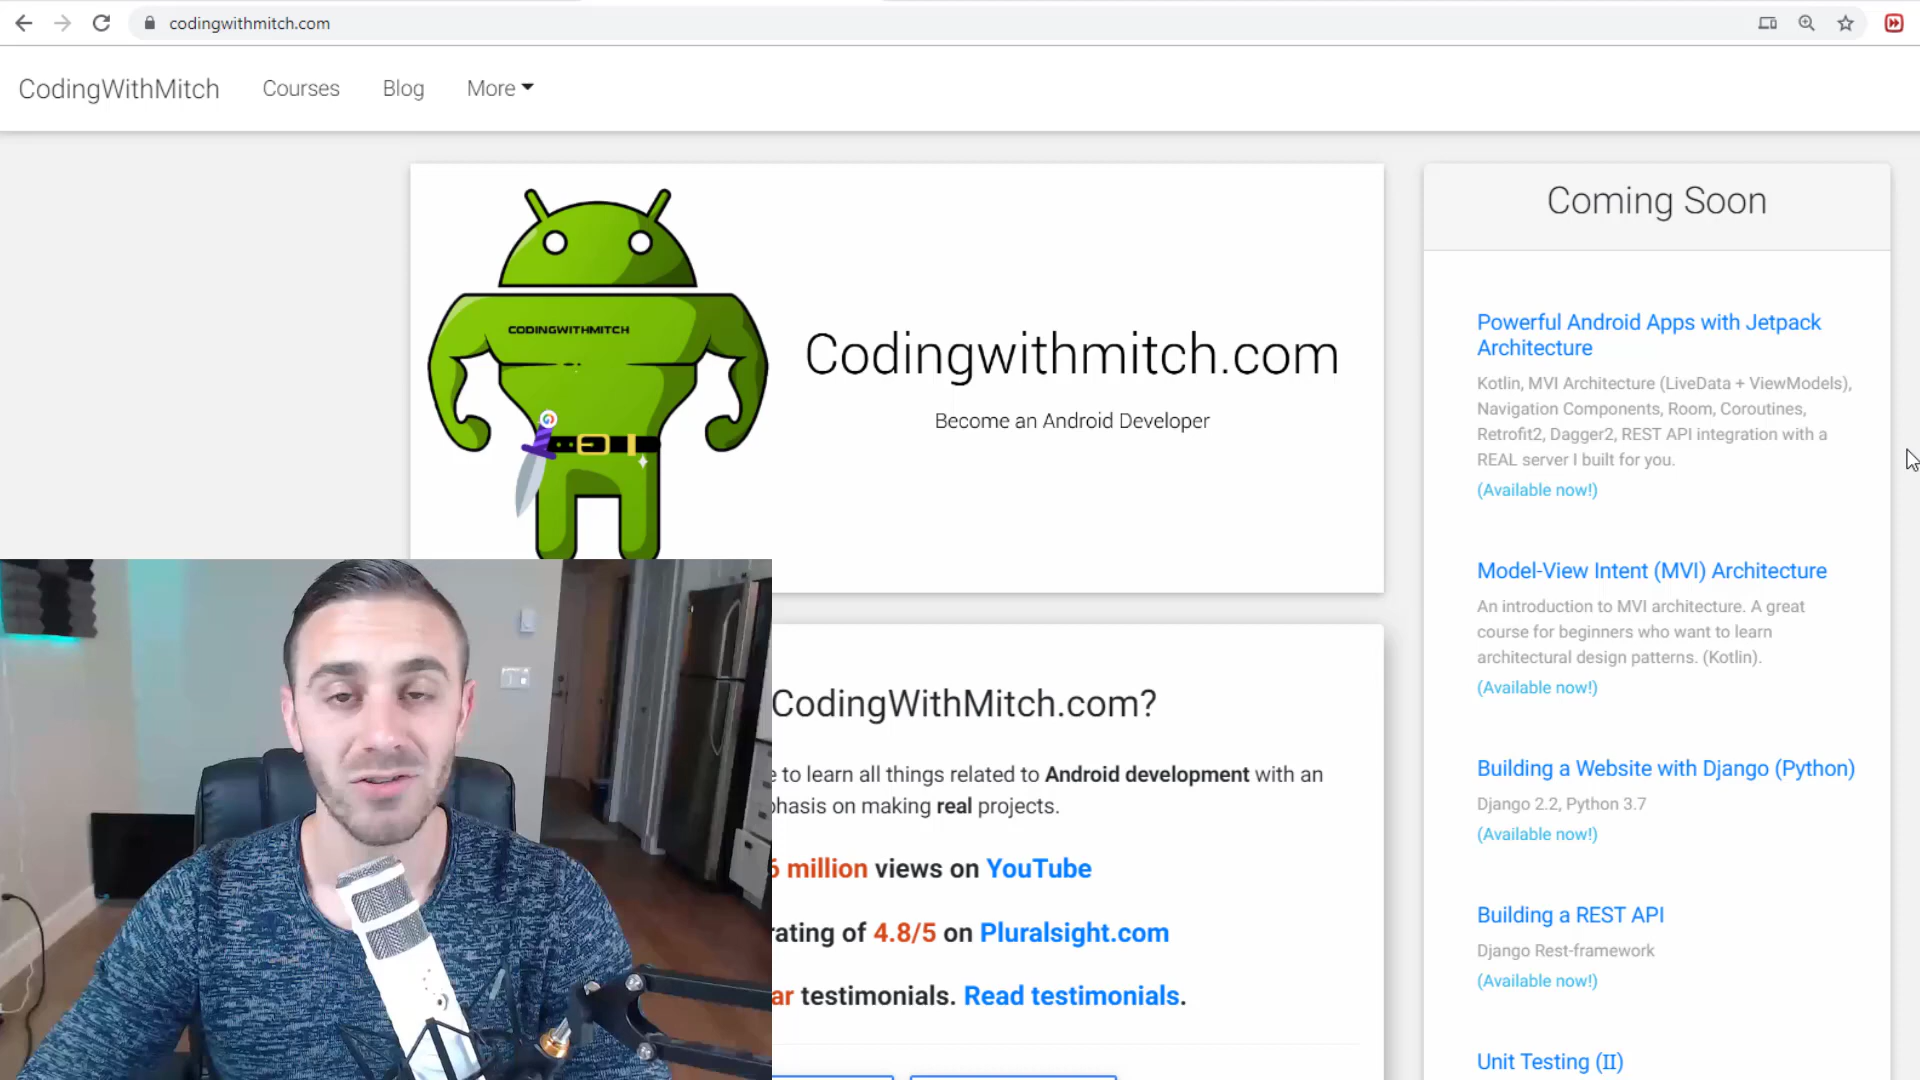 codingwithmitch.com
CodingWithMitch
Courses
Blog
More
CODINGWITHMITCH
Codingwithmitch.com
Become an Android Developer
CodingWithMitch.com?
to learn all things related to Android development with an
on making real projects.
million views on YouTube
rating of 4.8/5 on Pluralsight.com
testimonials. Read testimonials.
Coming Soon
Powerful Android Apps with Jetpack
Architecture
Kotlin, MVI Architecture (LiveData + ViewModels),
Navigation Components, Room, Coroutines,
Retrofit2, Dagger2, REST API integration with a
REAL server I built for you.
(Available now!)
Model-View Intent (MVI) Architecture
An introduction to MVI architecture. A great
course for beginners who want to learn
architectural design patterns. (Kotlin).
(Available now!)
Building a Website with Django (Python)
Django 2.2, Python 3.7
(Available now!)
Building a REST API
Django Rest-framework
(Available now!)
Unit Testing (II)